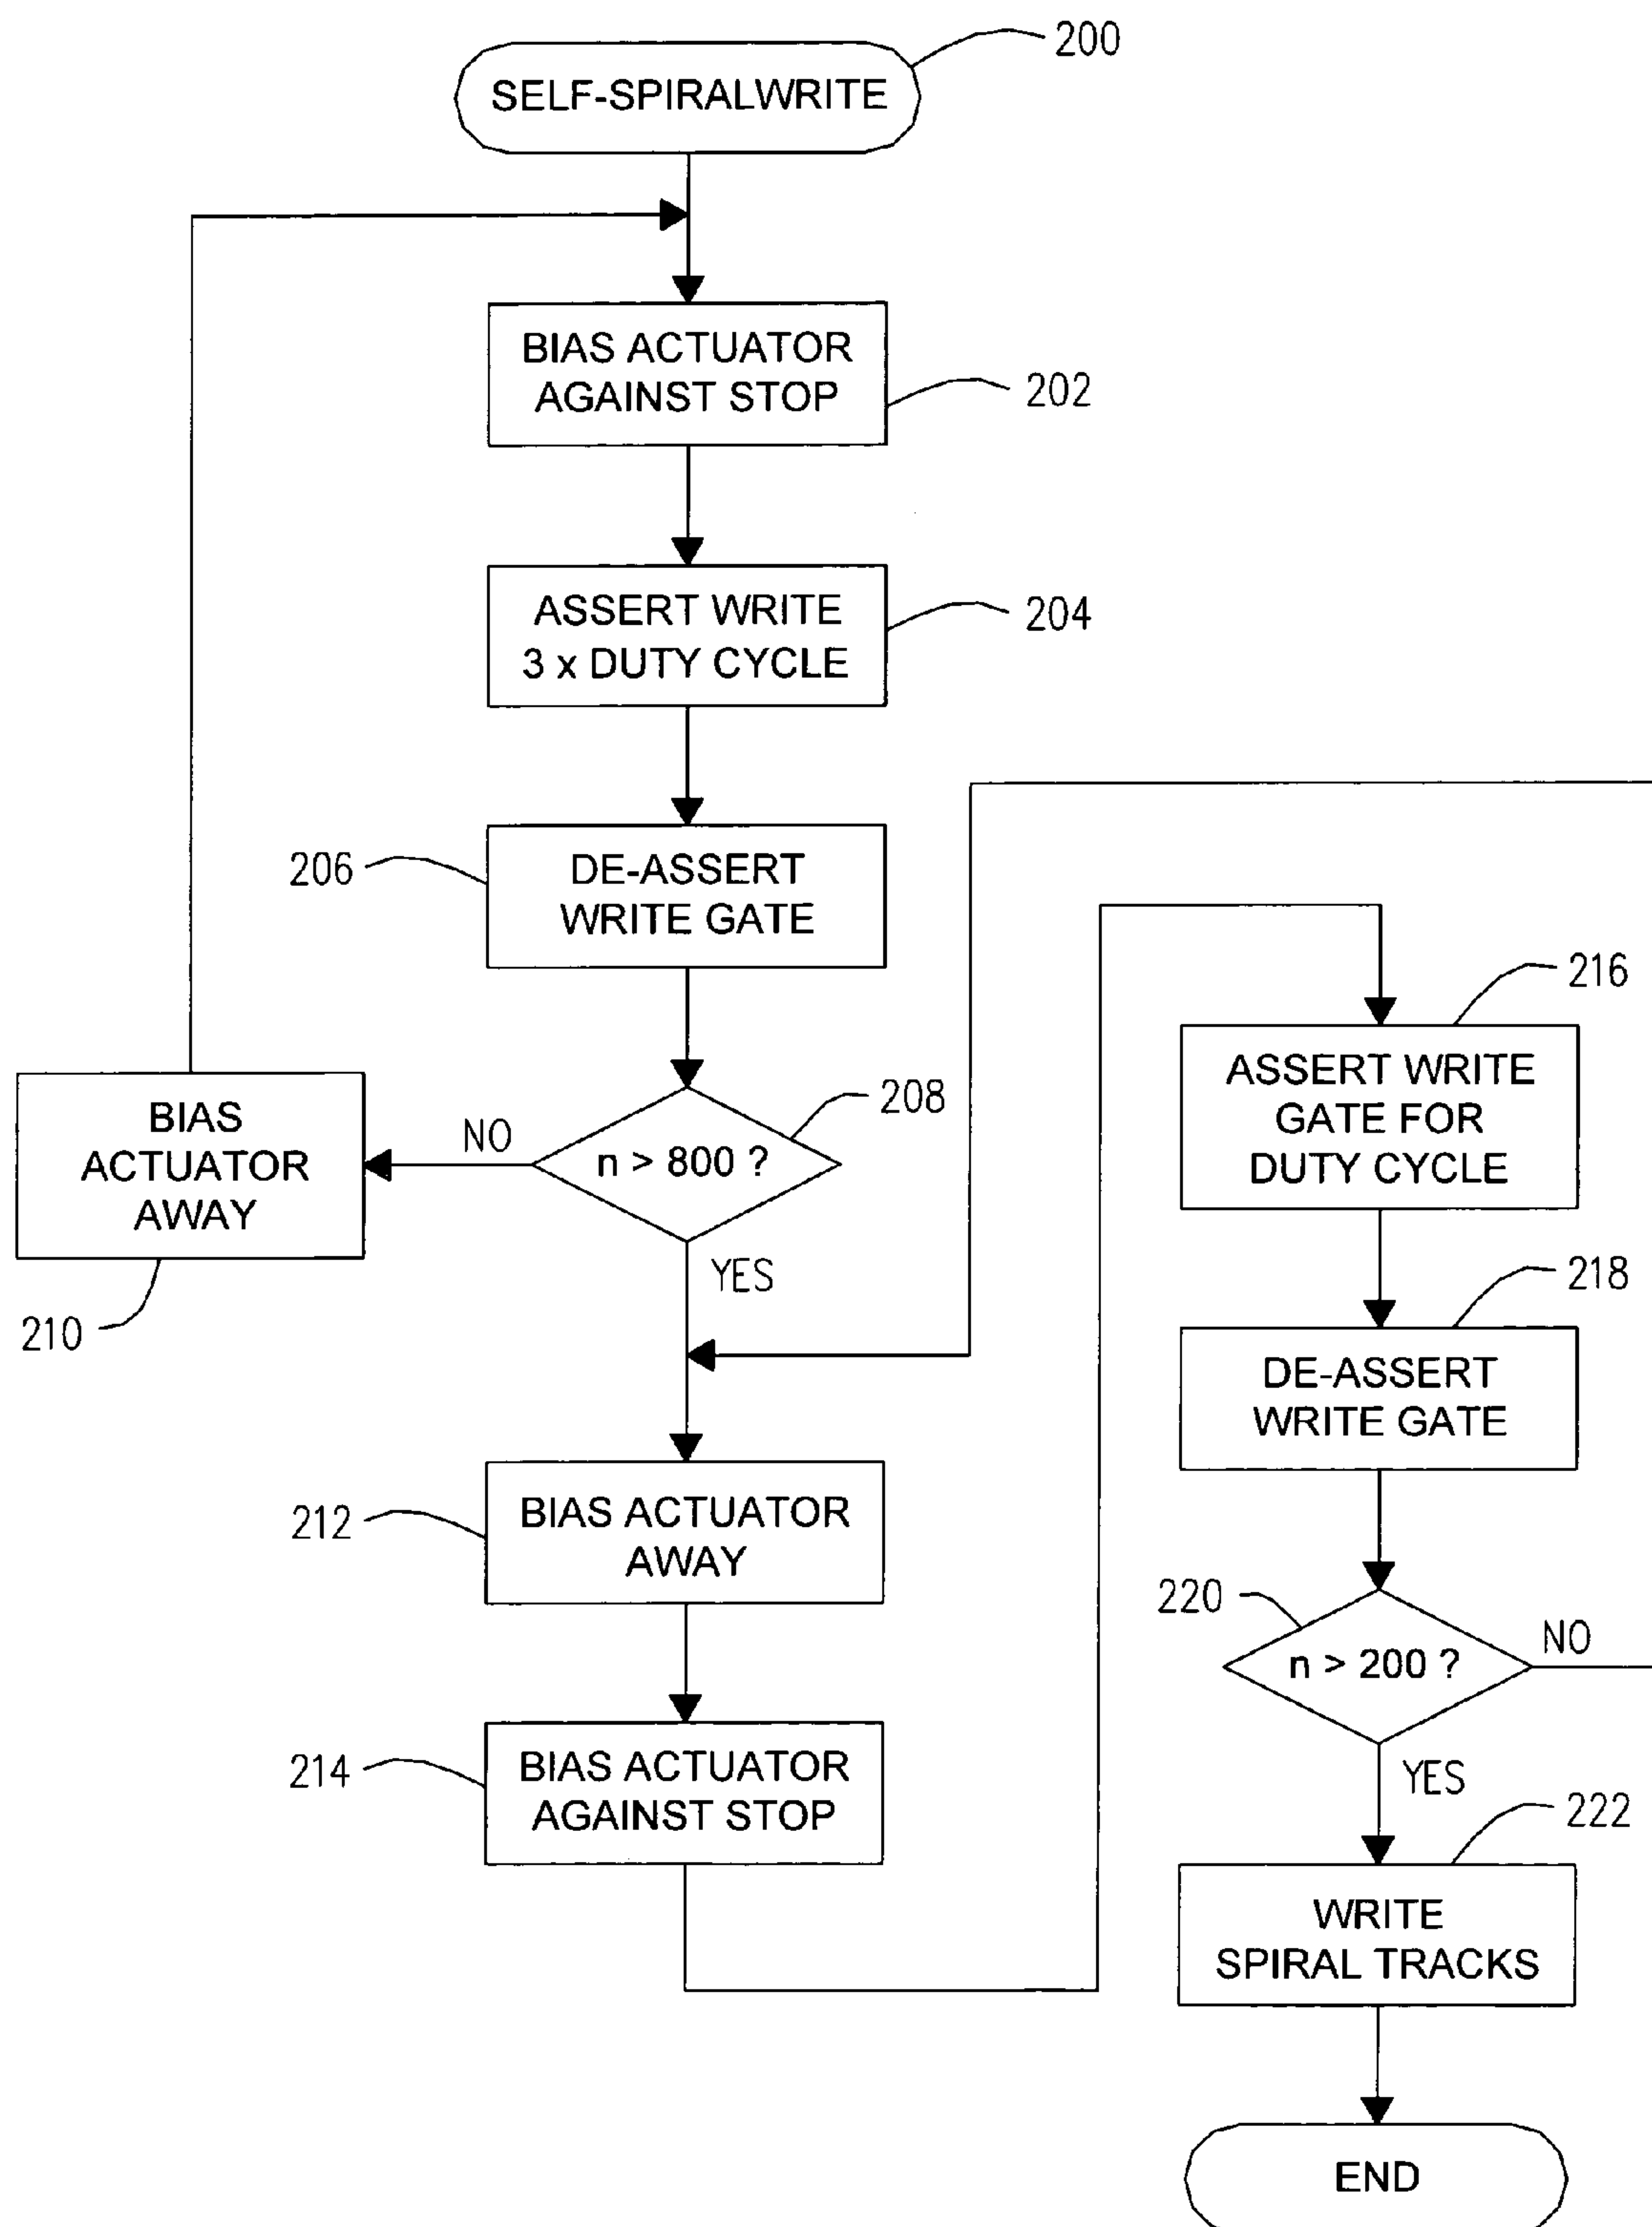 200
SELF-SPIRALWRITE
BIAS ACTUATOR
AGAINST STOP
202
ASSERT WRITE
3 x DUTY CYCLE
204
206
DE-ASSERT
WRITE GATE
208
n > 800 ?
NO
YES
BIAS
ACTUATOR
AWAY
210
212
BIAS ACTUATOR
AWAY
214
BIAS ACTUATOR
AGAINST STOP
216
ASSERT WRITE
GATE FOR
DUTY CYCLE
218
DE-ASSERT
WRITE GATE
220
n > 200 ?
NO
YES
222
WRITE
SPIRAL TRACKS
END